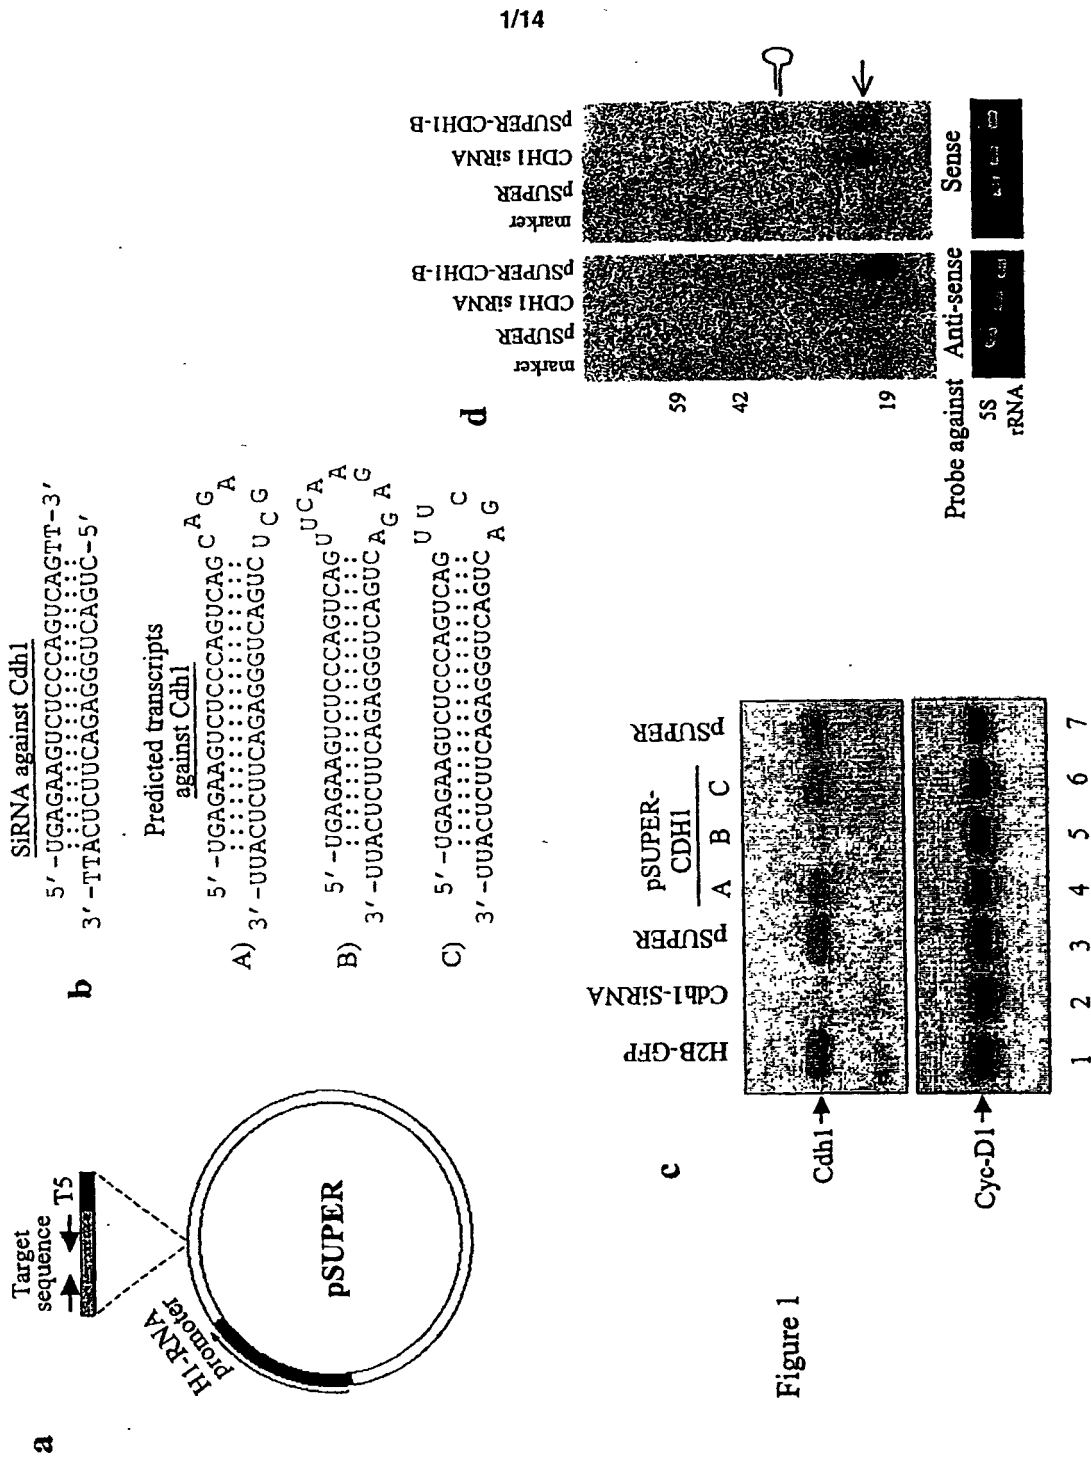 1/14
a
Target
sequence
T5
H1-RNA
promoter
pSUPER
b
SiRNA against Cdh1
5'-UGAGAAGUCUCCCAGUCAGTT-3'
3'-TTACUCUUCAGAGGGUCAGUC-5'
Predicted transcripts
against Cdh1
A)
5'-UGAGAAGUCUCCCAGUCAG
C A G A
G C U
3'-UUACUCUUCAGAGGGUCAGUC
B)
5'-UGAGAAGUCUCCCAGUCAG
U U C A A G A
G A
3'-UUACUCUUCAGAGGGUCAGUC
C)
5'-UGAGAAGUCUCCCAGUCAG
U U C
G A
3'-UUACUCUUCAGAGGGUCAGUC
c
H2B-GFP
Cdh1-SiRNA
pSUPER
pSUPER-
CDH1
A B C
pSUPER
Cdh1
Cyc-D1
1 2 3 4 5 6 7
d
marker
pSUPER
CDH1 siRNA
pSUPER-CDH1-B
marker
pSUPER
CDH1 siRNA
pSUPER-CDH1-B
59
42
19
Probe against Anti-sense Sense
5S
rRNA
Figure 1